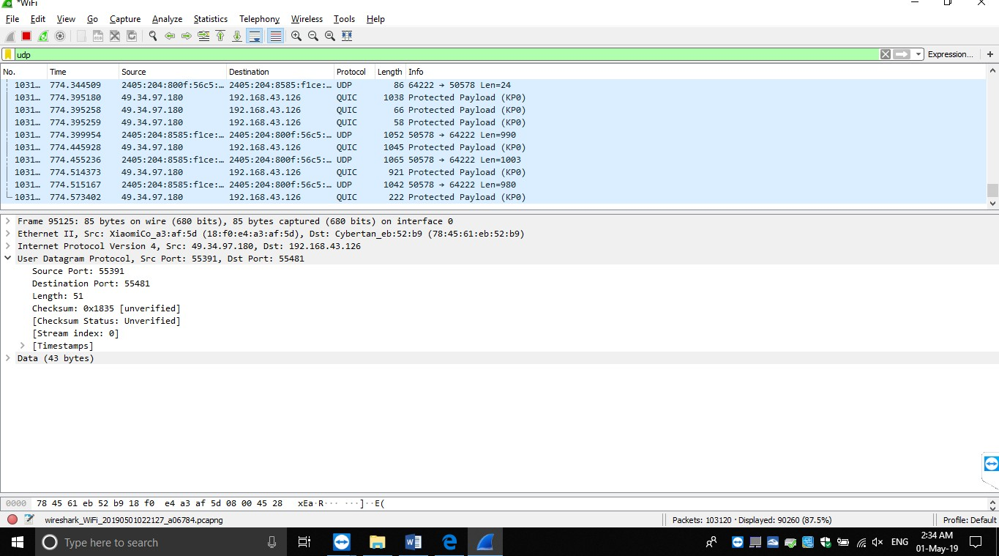 *WiFi
File Edit View Go Capture Analyze Statistics Telephony Wireless Tools Help
udp Expression... +
No. Time Source Destination Protocol Length Info
1031… 774.344509 2405:204:800f:56c5:… 2405:204:8585:f1ce:… UDP 86 64222 → 50578 Len=24
1031… 774.395180 49.34.97.180 192.168.43.126 QUIC 1038 Protected Payload (KP0)
1031… 774.395258 49.34.97.180 192.168.43.126 QUIC 66 Protected Payload (KP0)
1031… 774.395259 49.34.97.180 192.168.43.126 QUIC 58 Protected Payload (KP0)
1031… 774.399954 2405:204:8585:f1ce:… 2405:204:800f:56c5:… UDP 1052 50578 → 64222 Len=990
1031… 774.445928 49.34.97.180 192.168.43.126 QUIC 1045 Protected Payload (KP0)
1031… 774.455236 2405:204:8585:f1ce:… 2405:204:800f:56c5:… UDP 1065 50578 → 64222 Len=1003
1031… 774.514373 49.34.97.180 192.168.43.126 QUIC 921 Protected Payload (KP0)
1031… 774.515167 2405:204:8585:f1ce:… 2405:204:800f:56c5:… UDP 1042 50578 → 64222 Len=980
1031… 774.573402 49.34.97.180 192.168.43.126 QUIC 222 Protected Payload (KP0)
Frame 95125: 85 bytes on wire (680 bits), 85 bytes captured (680 bits) on interface 0
Ethernet II, Src: XiaomiCo_a3:af:5d (18:f0:e4:a3:af:5d), Dst: Cybertan_eb:52:b9 (78:45:61:eb:52:b9)
Internet Protocol Version 4, Src: 49.34.97.180, Dst: 192.168.43.126
User Datagram Protocol, Src Port: 55391, Dst Port: 55481
Source Port: 55391
Destination Port: 55481
Length: 51
Checksum: 0x1835 [unverified]
[Checksum Status: Unverified]
[Stream index: 0]
[Timestamps]
Data (43 bytes)
0000 78 45 61 eb 52 b9 18 f0 e4 a3 af 5d 08 00 45 28 xEa·R··· ···]··E(
wireshark_WiFi_20190501022127_a06784.pcapng Packets: 103120 · Displayed: 90260 (87.5%) Profile: Default
Type here to search ENG 2:34 AM
01-May-19